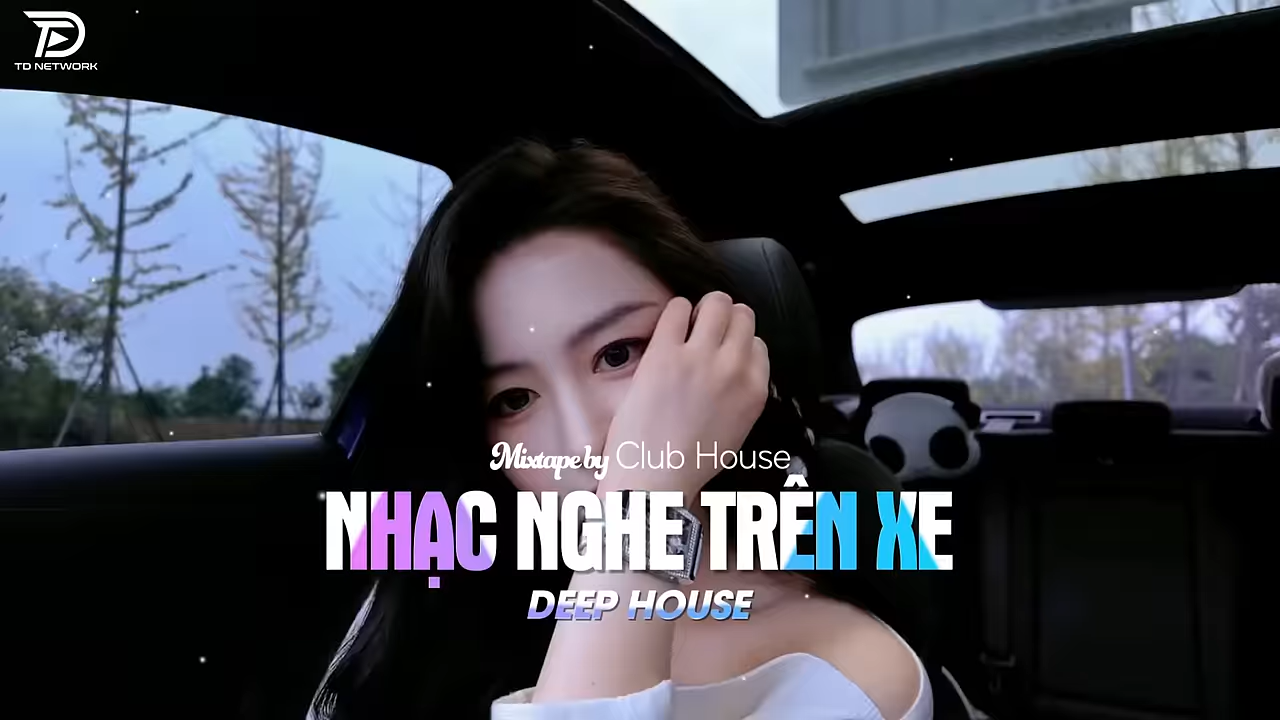 TD NETWORK
Mixtape by Club House
NHẠC NGHE TRÊN XE
DEEP HOUSE